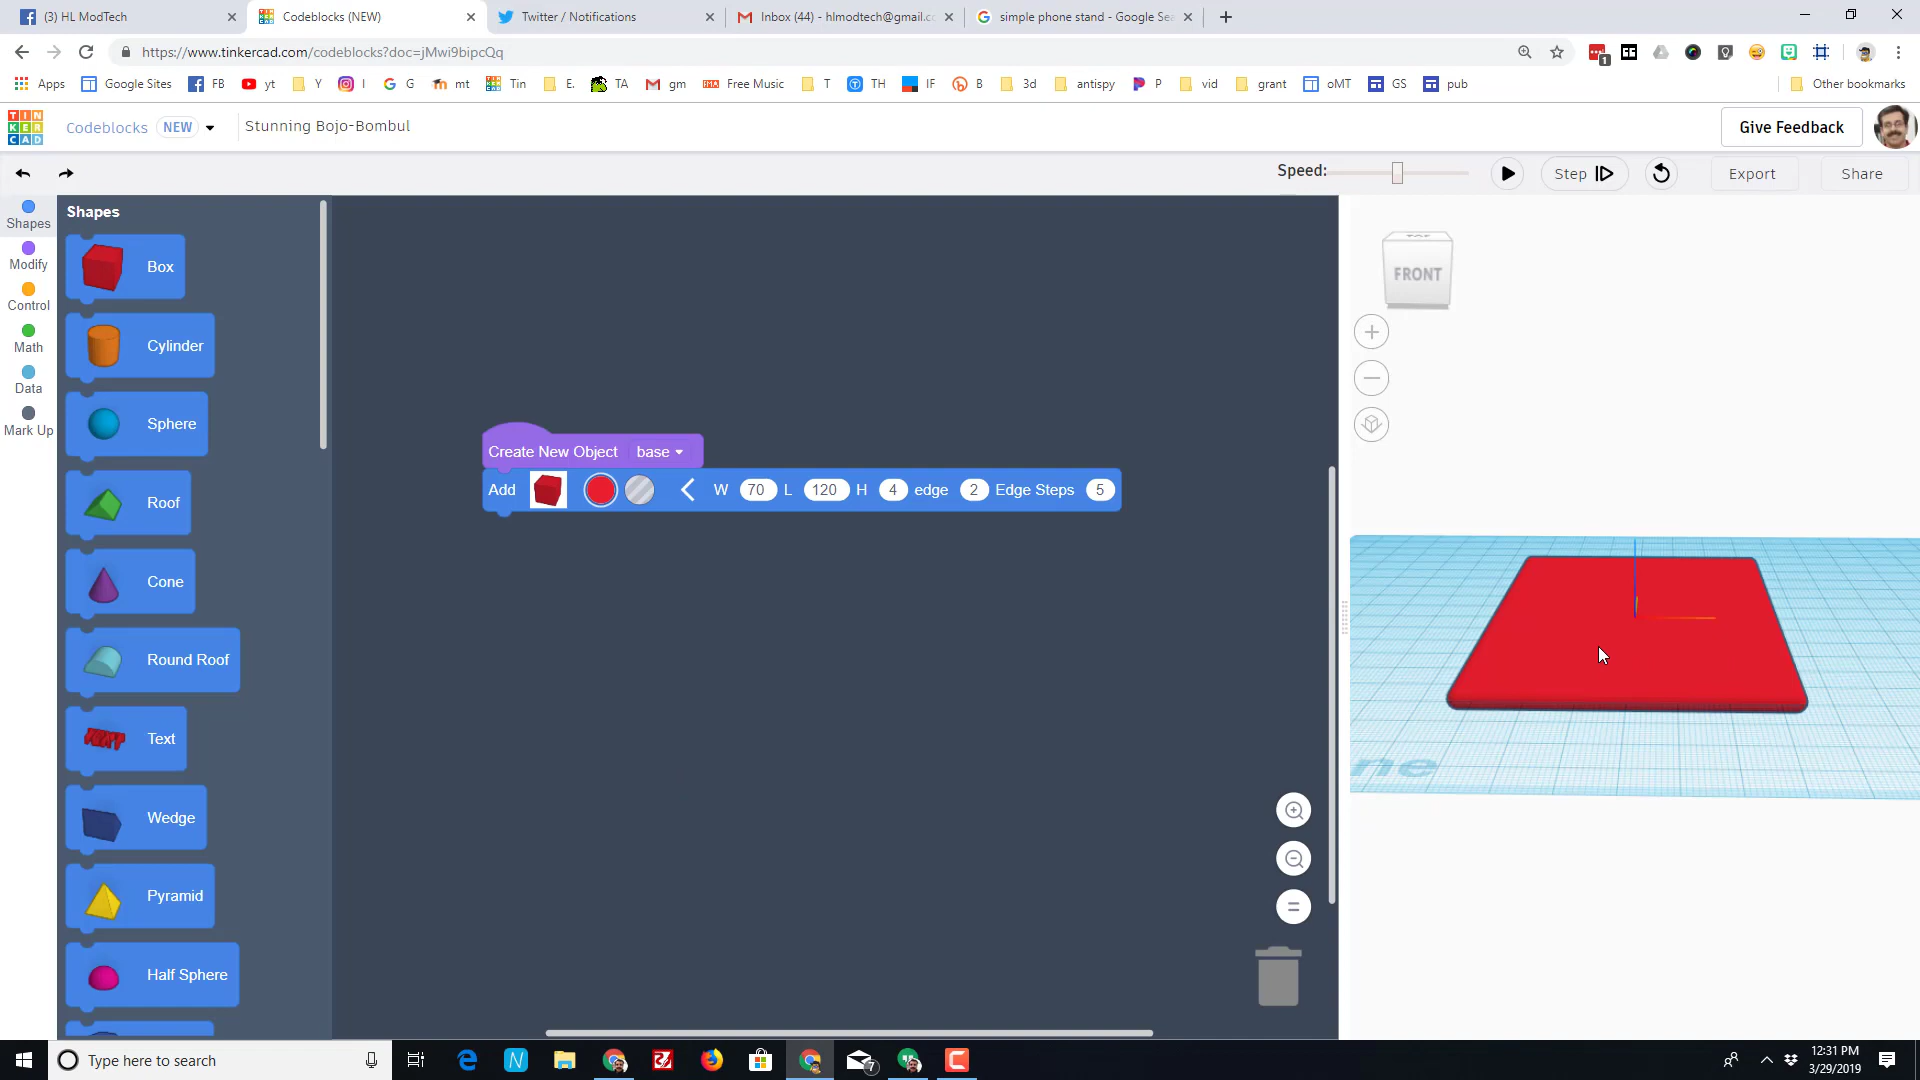 (3) HL ModTech
Codeblocks (NEW)
Twitter / Notifications
Inbox (44) - hlmodtech@gmail.c
simple phone stand - Google Se
https://www.tinkercad.com/codeblocks?doc=jMwi9bipcQq
1
Apps
Google Sites
FB
yt
Y
I
G
mt
Tin
E.
TA
gm
Free Music
T
TH
IF
B
3d
antispy
P
vid
grant
oMT
GS
pub
Other bookmarks
TIN
KER
CAD
Codeblocks NEW
Stunning Bojo-Bombul
Give Feedback
Speed:
Step
Export
Share
Shapes
Modify
Control
Math
Data
Mark Up
Shapes
Box
Cylinder
Sphere
Roof
Cone
Round Roof
Text
Wedge
Pyramid
Half Sphere
Create New Object base
Add W 70 L 120 H 4 edge 2 Edge Steps 5
TOP
FRONT
ne
Type here to search
7
12:31 PM
3/29/2019